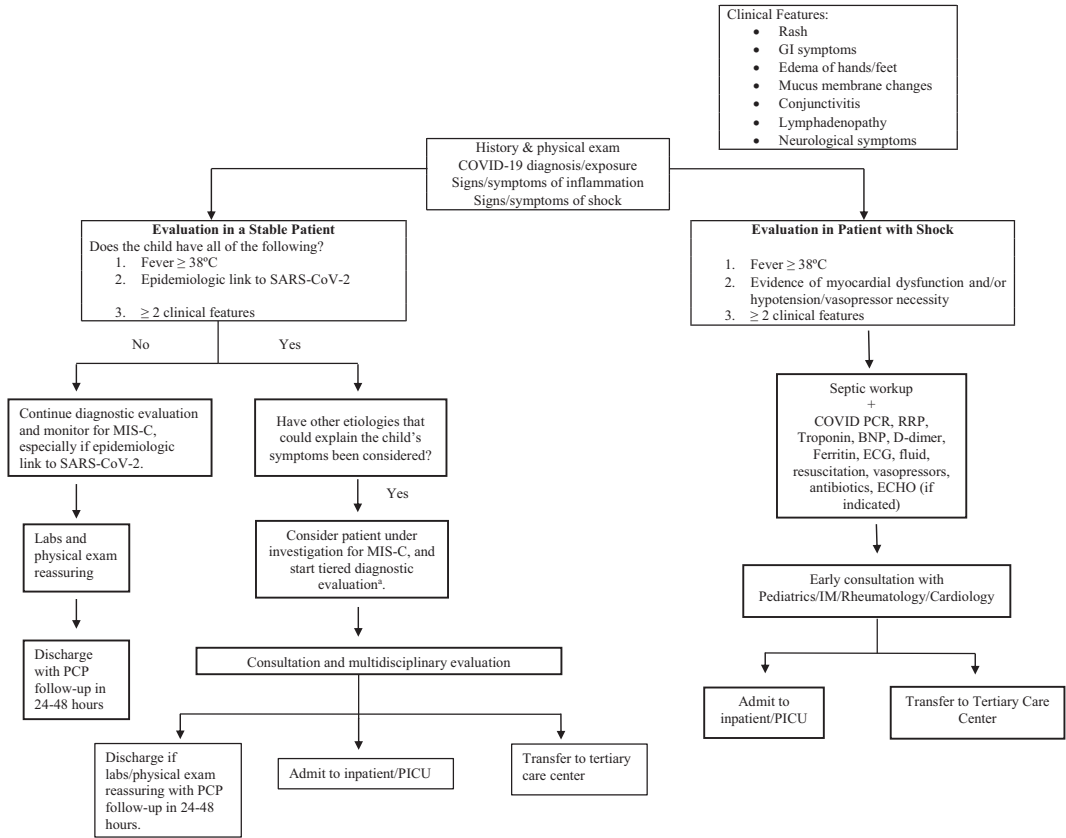 Clinical Features:
• Rash
• GI symptoms
• Edema of hands/feet
• Mucus membrane changes
• Conjunctivitis
• Lymphadenopathy
• Neurological symptoms
History & physical exam
COVID-19 diagnosis/exposure
Signs/symptoms of inflammation
Signs/symptoms of shock
Evaluation in a Stable Patient
Does the child have all of the following?
1. Fever ≥ 38ºC
2. Epidemiologic link to SARS-CoV-2
3. ≥ 2 clinical features
Evaluation in Patient with Shock
1. Fever ≥ 38ºC
2. Evidence of myocardial dysfunction and/or
hypotension/vasopressor necessity
3. ≥ 2 clinical features
No
Yes
Continue diagnostic evaluation
and monitor for MIS-C,
especially if epidemiologic
link to SARS-CoV-2.
Have other etiologies that
could explain the child's
symptoms been considered?
Septic workup
+
COVID PCR, RRP,
Troponin, BNP, D-dimer,
Ferritin, ECG, fluid,
resuscitation, vasopressors,
antibiotics, ECHO (if
indicated)
Yes
Labs and
physical exam
reassuring
Consider patient under
investigation for MIS-C, and
start tiered diagnostic
evaluationª.
Early consultation with
Pediatrics/IM/Rheumatology/Cardiology
Discharge
with PCP
follow-up in
24-48 hours
Consultation and multidisciplinary evaluation
Admit to
inpatient/PICU
Transfer to Tertiary Care
Center
Discharge if
labs/physical exam
reassuring with PCP
follow-up in 24-48
hours.
Admit to inpatient/PICU
Transfer to tertiary
care center